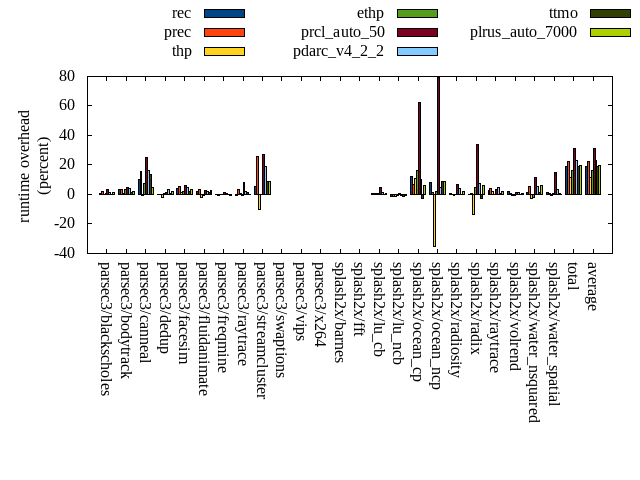 rec
prec
thp
ethp
prcl_auto_50
pdarc_v4_2_2
ttmo
plrus_auto_7000
runtime overhead
(percent)
80
60
40
20
0
-20
-40
parsec3/blackscholes
parsec3/bodytrack
parsec3/canneal
parsec3/dedup
parsec3/facesim
parsec3/fluidanimate
parsec3/freqmine
parsec3/raytrace
parsec3/streamcluster
parsec3/swaptions
parsec3/vips
parsec3/x264
splash2x/barnes
splash2x/fft
splash2x/lu_cb
splash2x/lu_ncb
splash2x/ocean_cp
splash2x/ocean_ncp
splash2x/radiosity
splash2x/radix
splash2x/raytrace
splash2x/volrend
splash2x/water_nsquared
splash2x/water_spatial
total
average